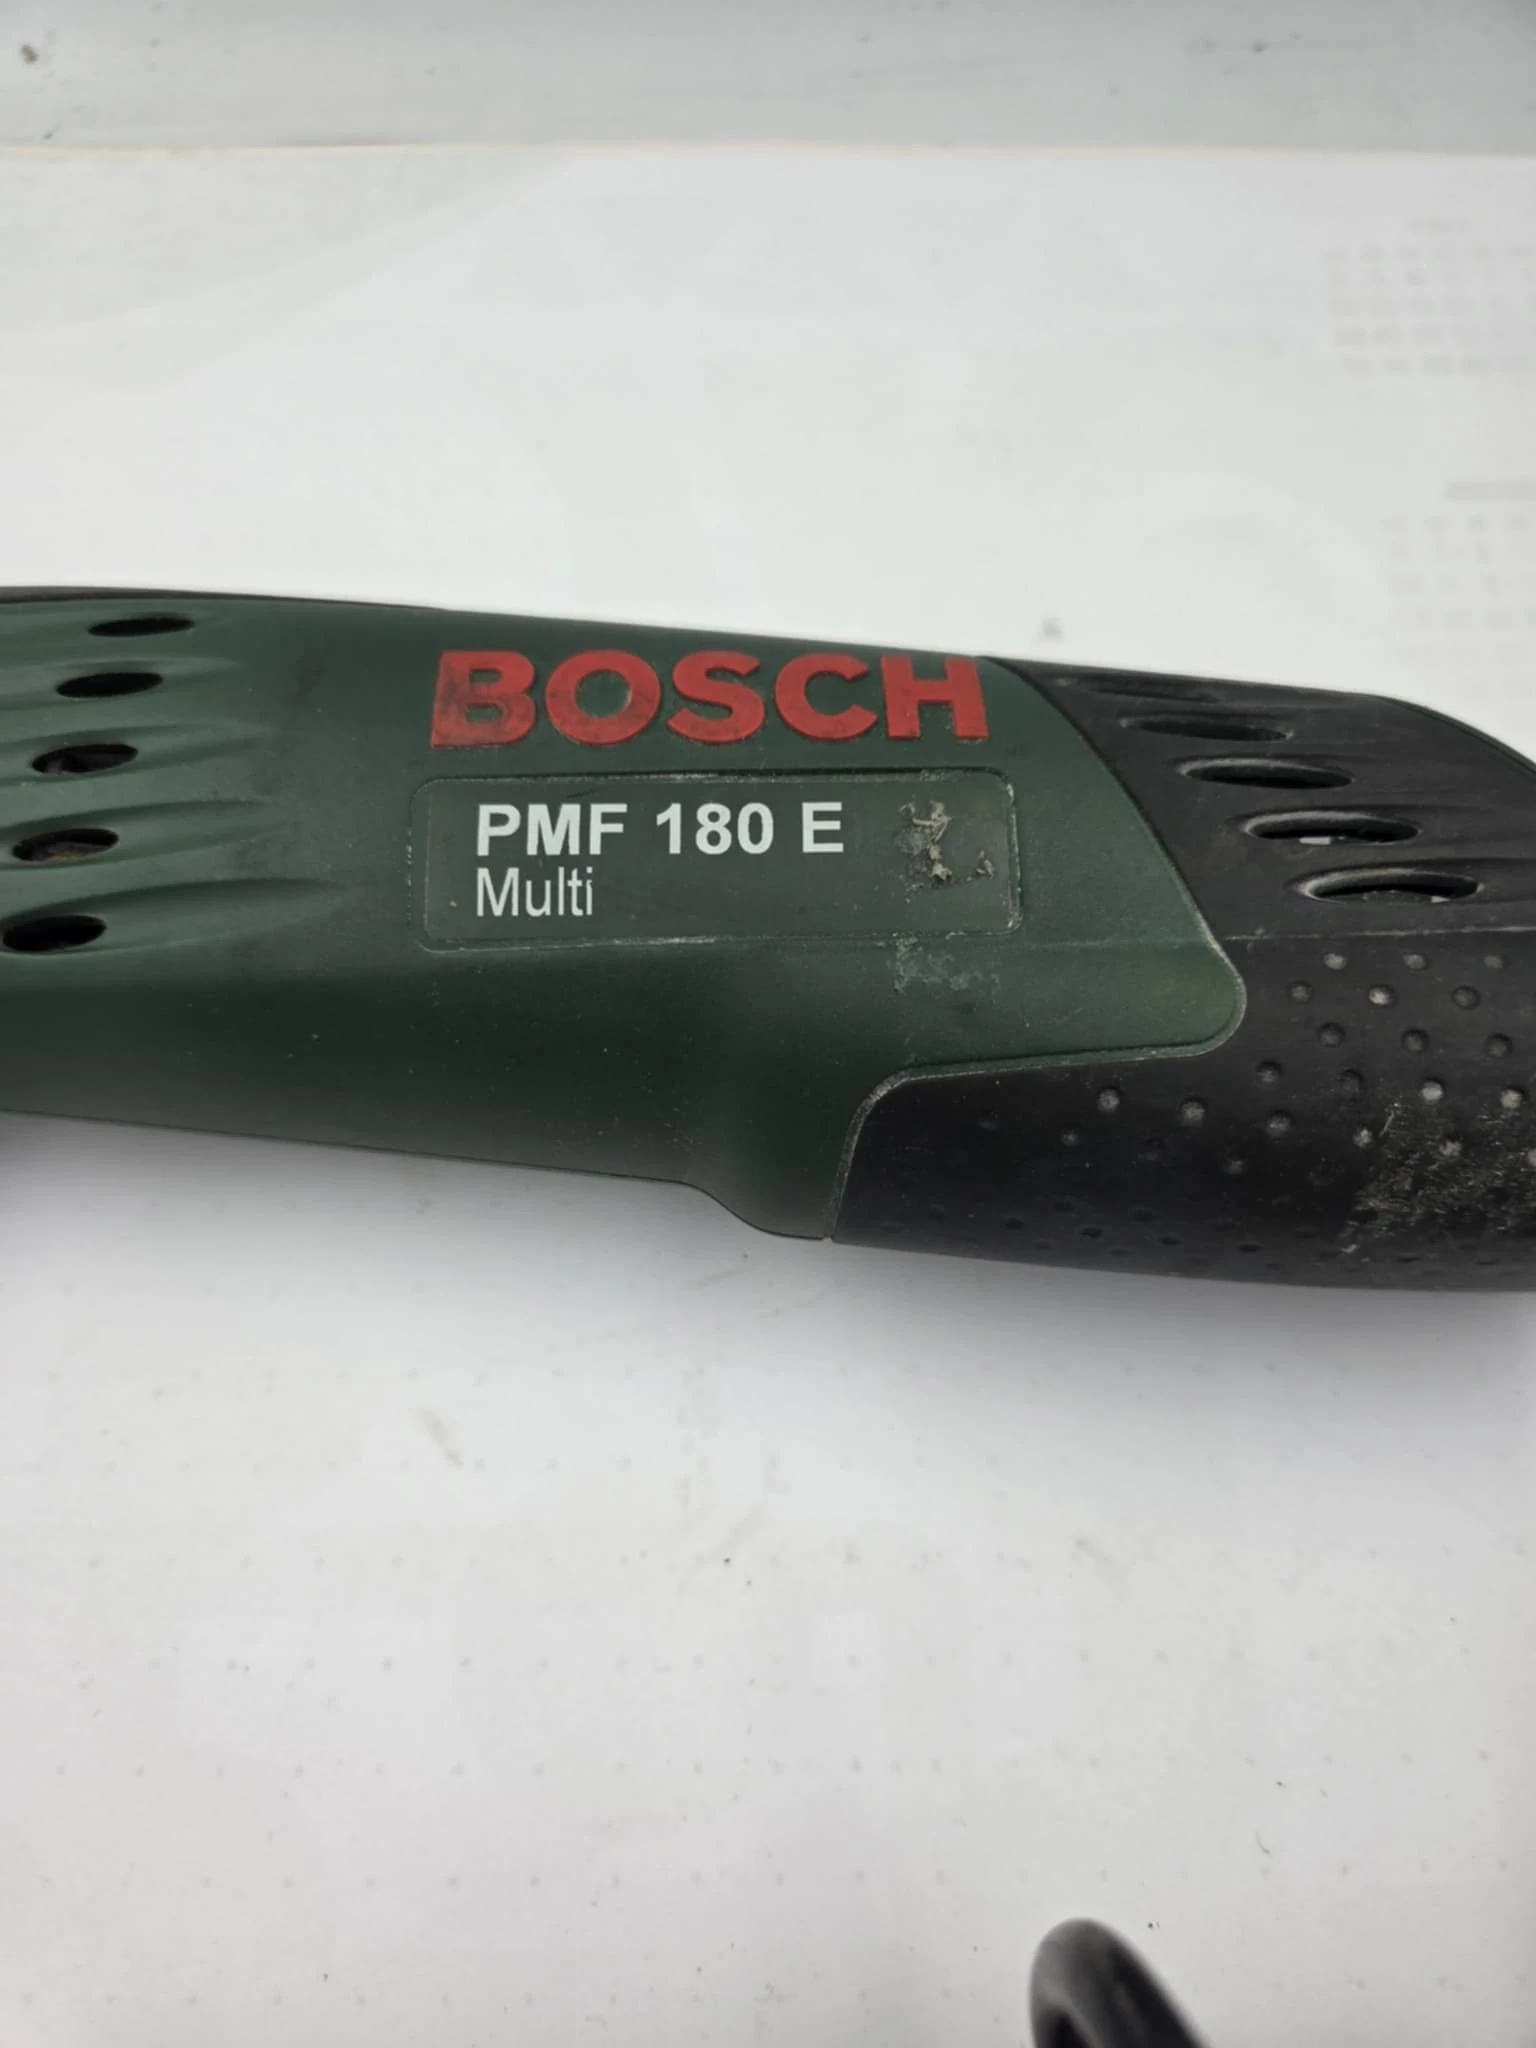 BOSCH
PMF 180 E
Multi